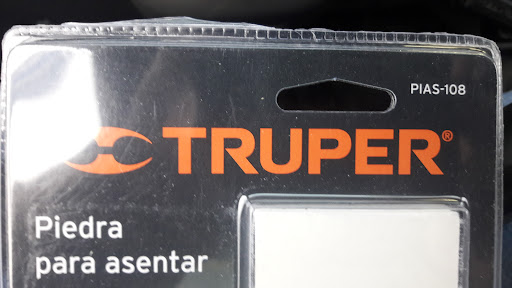 PIAS-108
TRUPER®
Piedra
para asentar